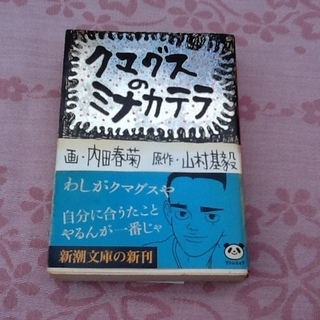 クマグスの
ミナカテラ
画・内田春菊 原作・山村基毅
わしがクマグスや
自分に合うたこと
やるんが一番じゃ
新潮文庫の新刊